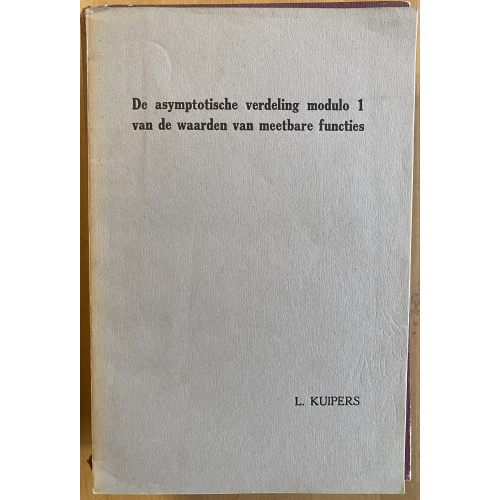 De asymptotische verdeling modulo 1
van de waarden van meetbare functies
L. KUIPERS